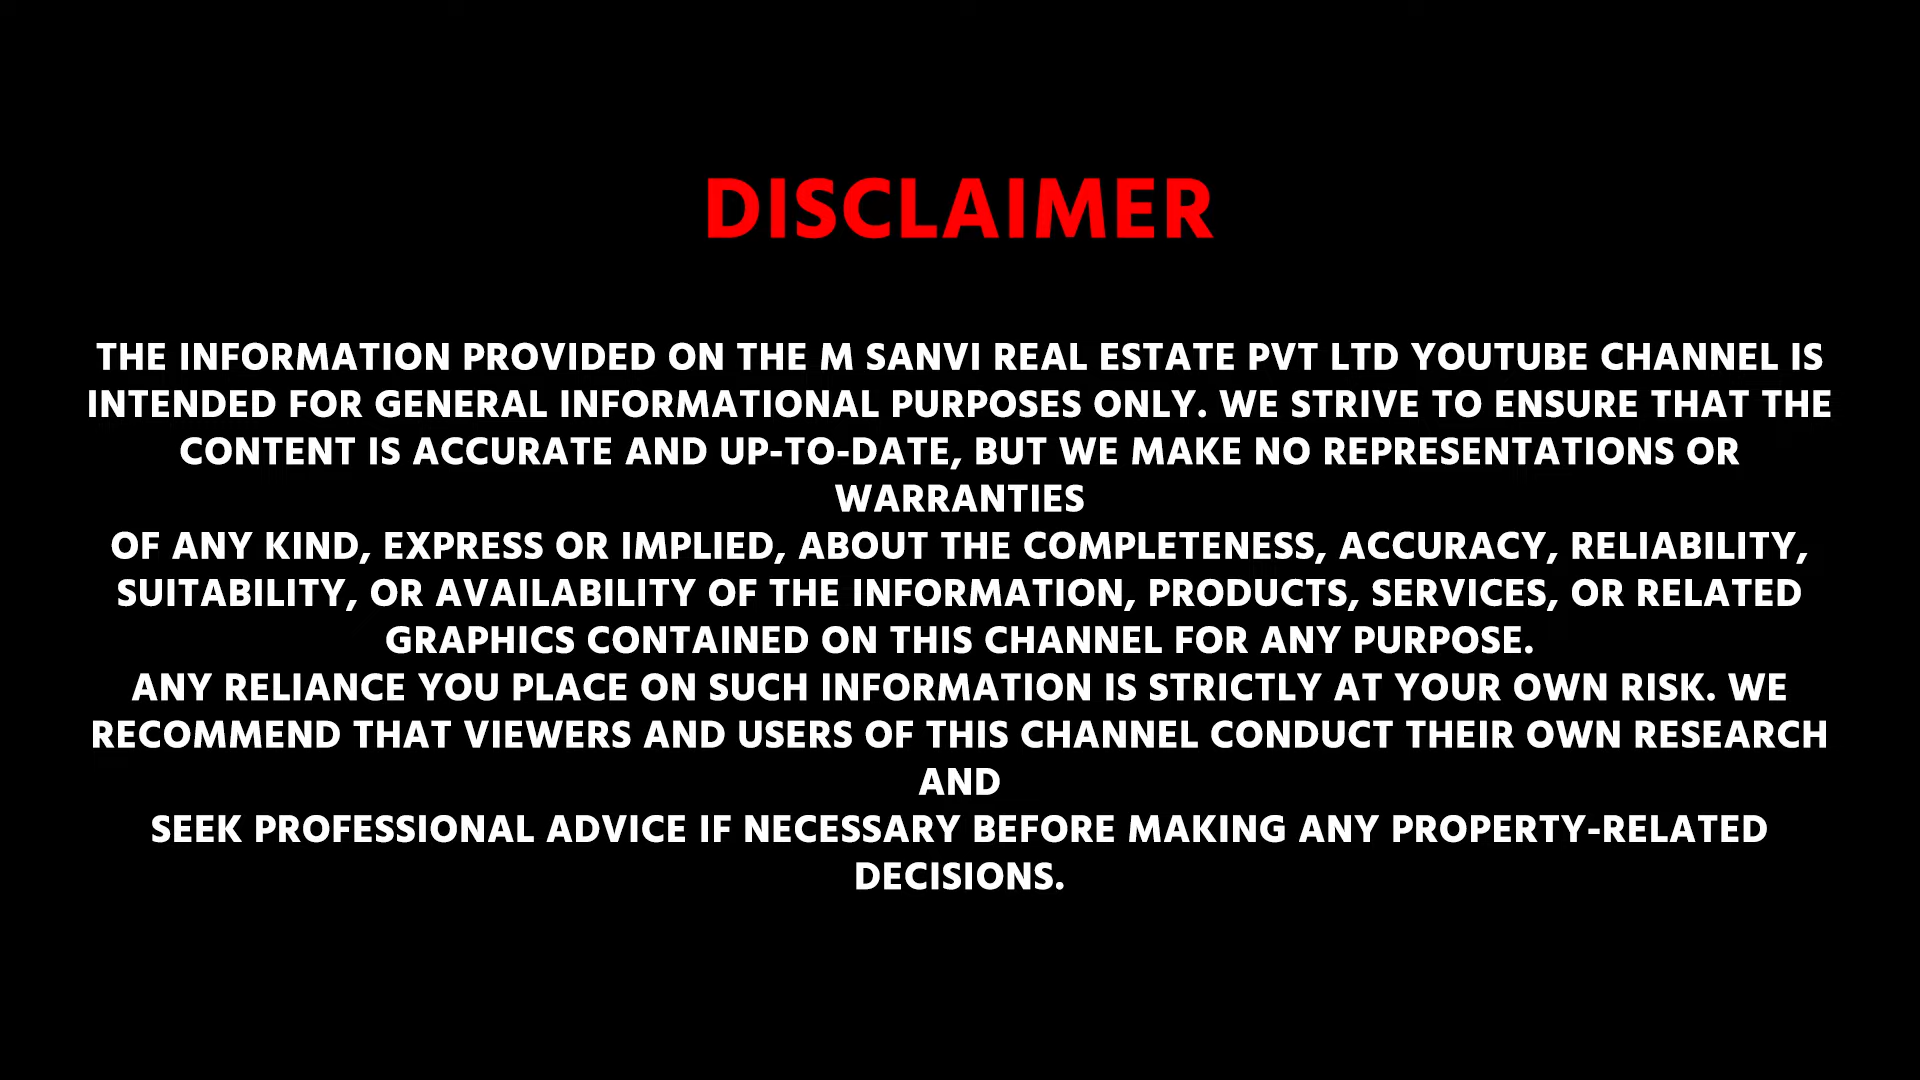 DISCLAIMER
THE INFORMATION PROVIDED ON THE M SANVI REAL ESTATE PVT LTD YOUTUBE CHANNEL IS
INTENDED FOR GENERAL INFORMATIONAL PURPOSES ONLY. WE STRIVE TO ENSURE THAT THE
CONTENT IS ACCURATE AND UP-TO-DATE, BUT WE MAKE NO REPRESENTATIONS OR
WARRANTIES
OF ANY KIND, EXPRESS OR IMPLIED, ABOUT THE COMPLETENESS, ACCURACY, RELIABILITY,
SUITABILITY, OR AVAILABILITY OF THE INFORMATION, PRODUCTS, SERVICES, OR RELATED
GRAPHICS CONTAINED ON THIS CHANNEL FOR ANY PURPOSE.
ANY RELIANCE YOU PLACE ON SUCH INFORMATION IS STRICTLY AT YOUR OWN RISK. WE
RECOMMEND THAT VIEWERS AND USERS OF THIS CHANNEL CONDUCT THEIR OWN RESEARCH
AND
SEEK PROFESSIONAL ADVICE IF NECESSARY BEFORE MAKING ANY PROPERTY-RELATED
DECISIONS.